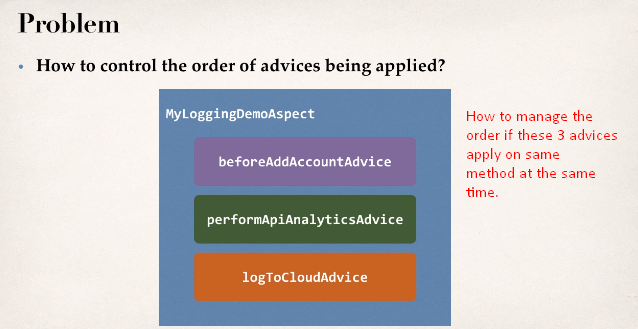 Problem
• How to control the order of advices being applied?
MyLoggingDemoAspect
beforeAddAccountAdvice
performApiAnalyticsAdvice
logToCloudAdvice
How to manage the
order if these 3 advices
apply on same
method at the same
time.